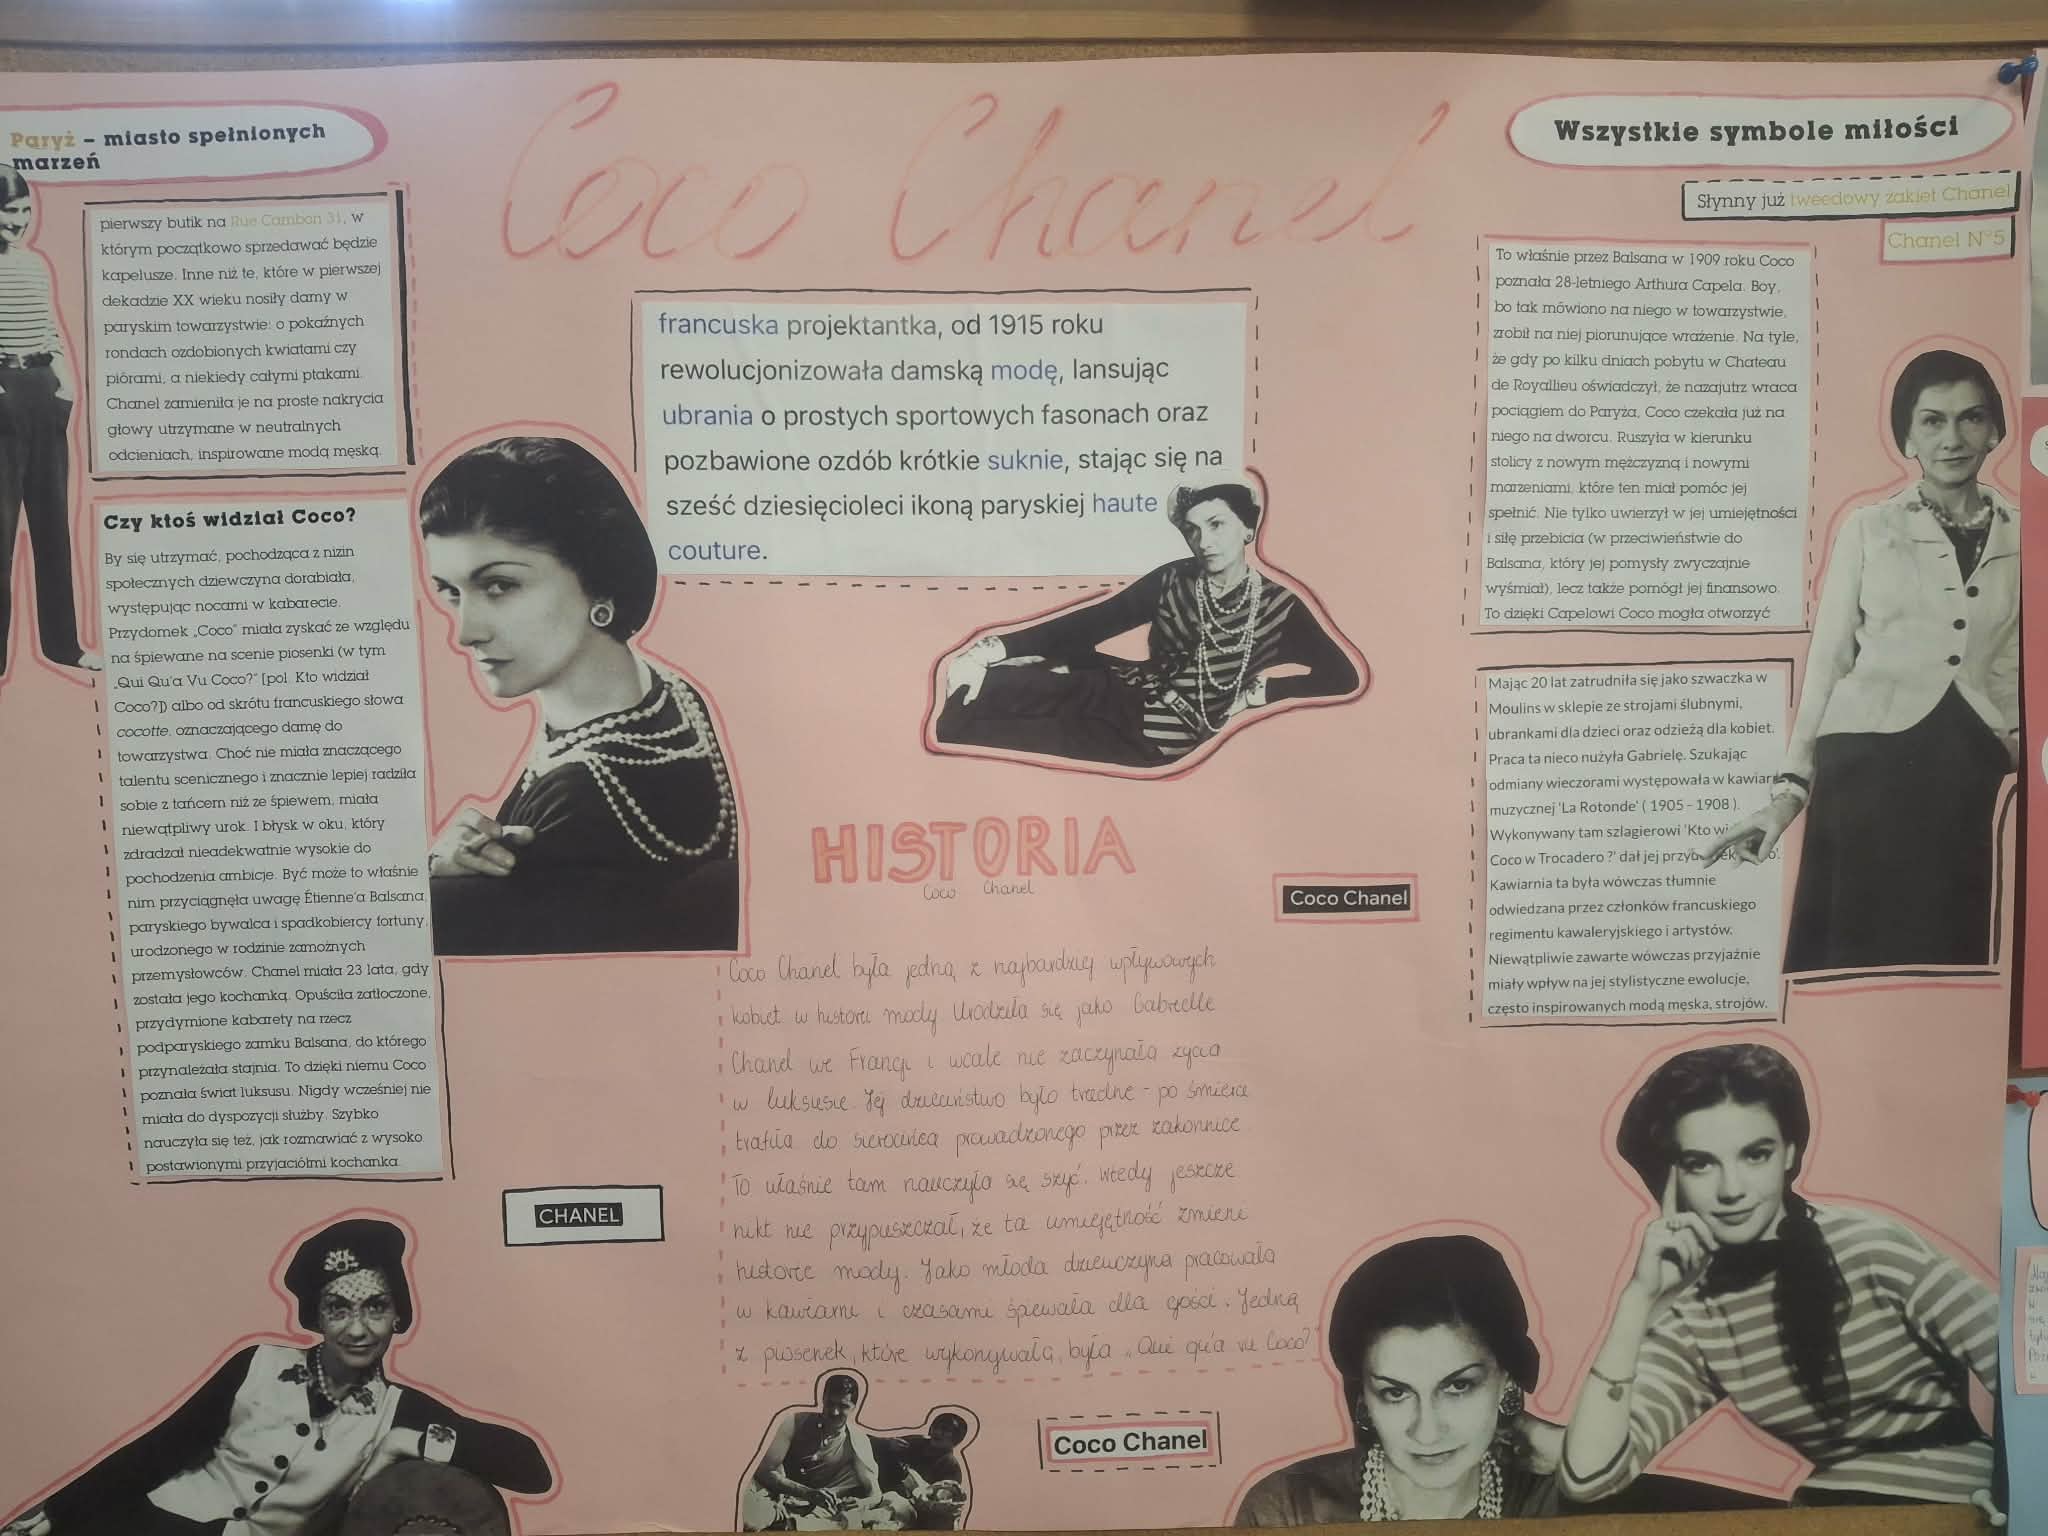 Coco Chanel
Paryż – miasto spełnionych
marzeń
pierwszy butik na Rue Cambon 31, w
którym początkowo sprzedawać będzie
kapelusze. Inne niż te, które w pierwszej
dekadzie XX wieku nosiły damy w
paryskim towarzystwie: o pokaźnych
rondach ozdobionych kwiatami czy
piórami, a niekiedy całymi ptakami.
Chanel zamieniła je na proste nakrycia
głowy utrzymane w neutralnych
odcieniach, inspirowane modą męską.
Czy ktoś widział Coco?
By się utrzymać, pochodząca z nizin
społecznych dziewczyna dorabiała,
występując nocami w kabarecie.
Przydomek „Coco" miała zyskać ze względu
na śpiewane na scenie piosenki (w tym
„Qui Qu'a Vu Coco?" [pol. Kto widział
Coco?]) albo od skrótu francuskiego słowa
cocotte, oznaczającego damę do
towarzystwa. Choć nie miała znaczącego
talentu scenicznego i znacznie lepiej radziła
sobie z tańcem niż ze śpiewem, miała
niewątpliwy urok. I błysk w oku, który
zdradzał nieadekwatnie wysokie do
pochodzenia ambicje. Być może to właśnie
nim przyciągnęła uwagę Étienne'a Balsana,
paryskiego bywalca i spadkobiercy fortuny,
urodzonego w rodzinie zamożnych
przemysłowców. Chanel miała 23 lata, gdy
została jego kochanką. Opuściła zatłoczone,
przydymione kabarety na rzecz
podparyskiego zamku Balsana, do którego
przynależała stajnia. To dzięki niemu Coco
poznała świat luksusu. Nigdy wcześniej nie
miała do dyspozycji służby. Szybko
nauczyła się też, jak rozmawiać z wysoko
postawionymi przyjaciółmi kochanka.
francuska projektantka, od 1915 roku
rewolucjonizowała damską modę, lansując
ubrania o prostych sportowych fasonach oraz
pozbawione ozdób krótkie suknie, stając się na
sześć dziesięcioleci ikoną paryskiej haute
couture.
HISTORIA
Coco Chanel
Coco Chanel była jedną z najbardziej wpływowych
kobiet w historii mody. Urodziła się jako Gabrielle
Chanel we Francji i wcale nie zaczynała życia
w luksusie. Jej dzieciństwo było trudne - po śmierci
trafiła do sierocińca prowadzonego przez zakonnice.
To właśnie tam nauczyła się szyć. Wtedy jeszcze
nikt nie przypuszczał, że ta umiejętność zmieni
historię mody. Jako młoda dziewczyna pracowała
w kawiarni i czasami śpiewała dla gości. Jedną
z piosenek, które wykonywała, była „Qui qu'a vu Coco?"
CHANEL
Coco Chanel
Coco Chanel
Wszystkie symbole miłości
Słynny już tweedowy żakiet Chanel
Chanel N°5
To właśnie przez Balsana w 1909 roku Coco
poznała 28-letniego Arthura Capela. Boy,
bo tak mówiono na niego w towarzystwie,
zrobił na niej piorunujące wrażenie. Na tyle,
że gdy po kilku dniach pobytu w Chateau
de Royallieu oświadczył, że nazajutrz wraca
pociągiem do Paryża, Coco czekała już na
niego na dworcu. Ruszyła w kierunku
stolicy z nowym mężczyzną i nowymi
marzeniami, które ten miał pomóc jej
spełnić. Nie tylko uwierzył w jej umiejętności
i siłę przebicia (w przeciwieństwie do
Balsana, który jej pomysły zwyczajnie
wyśmiał), lecz także pomógł jej finansowo.
To dzięki Capelowi Coco mogła otworzyć
Mając 20 lat zatrudniła się jako szwaczka w
Moulins w sklepie ze strojami ślubnymi,
ubrankami dla dzieci oraz odzieżą dla kobiet.
Praca ta nieco nużyła Gabrielę. Szukając
odmiany wieczorami występowała w kawiar
muzycznej 'La Rotonde' ( 1905 - 1908 ).
Wykonywany tam szlagierowi 'Kto wi
Coco w Trocadero ?' dał jej
Kawiarnia ta była wówczas tłumnie
odwiedzana przez członków francuskiego
regimentu kawaleryjskiego i artystów.
Niewątpliwie zawarte wówczas przyjaźnie
miały wpływ na jej stylistyczne ewolucje,
często inspirowanych modą męska, strojów.